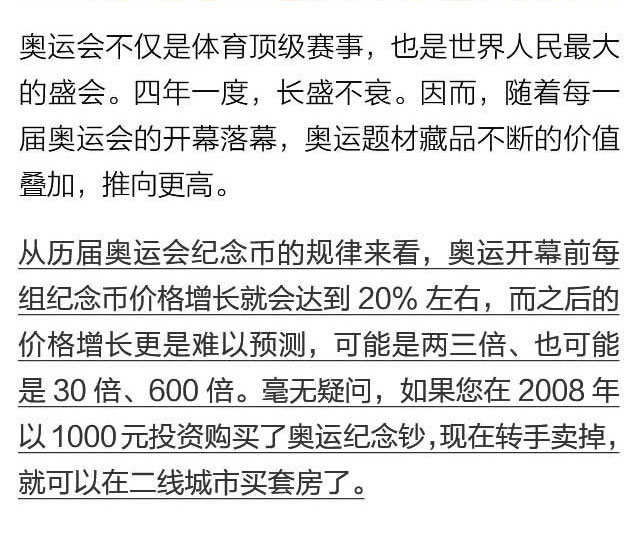 奥运会不仅是体育顶级赛事，也是世界人民最大
的盛会。四年一度，长盛不衰。因而，随着每一
届奥运会的开幕落幕，奥运题材藏品不断的价值
叠加，推向更高。
从历届奥运会纪念币的规律来看，奥运开幕前每
组纪念币价格增长就会达到 20% 左右，而之后的
价格增长更是难以预测，可能是两三倍、也可能
是 30 倍、600 倍。毫无疑问，如果您在 2008 年
以 1000 元投资购买了奥运纪念钞，现在转手卖掉，
就可以在二线城市买套房了。